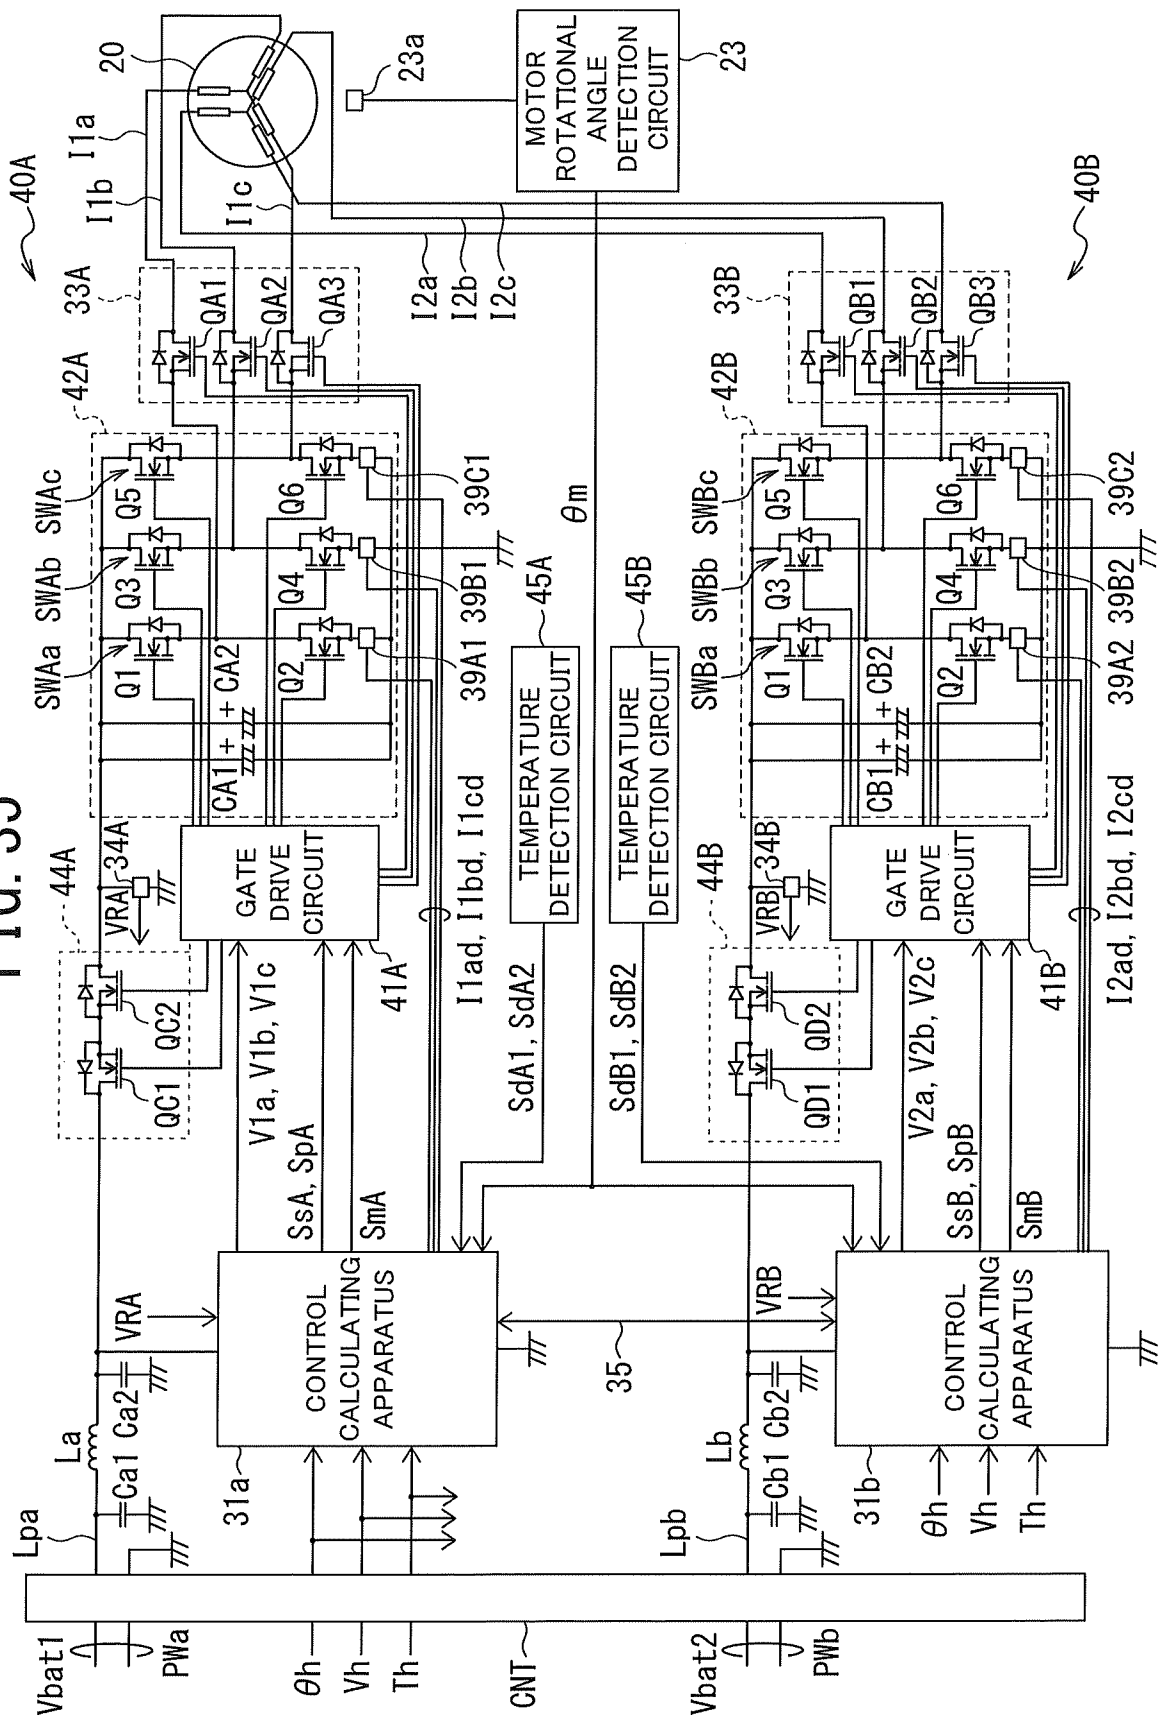 FIG. 35
40A
20
I1a
I1b
I1c
23a
MOTOR
ROTATIONAL
ANGLE
DETECTION
CIRCUIT
23
40B
33A
QA1
QA2
QA3
I2a
I2b
I2c
33B
QB1
QB2
QB3
42A
SWAa
SWAb
SWAc
Q1
Q3
Q5
Q2
Q4
Q6
CA1
CA2
+
+
39A1
39B1
39C1
θm
45A
TEMPERATURE
DETECTION CIRCUIT
45B
TEMPERATURE
DETECTION CIRCUIT
42B
SWBa
SWBb
SWBc
Q1
Q3
Q5
Q2
Q4
Q6
CB1
CB2
+
+
39A2
39B2
39C2
44A
QC1
QC2
VRA
34A
GATE
DRIVE
CIRCUIT
41A
V1a, V1b, V1c
SsA, SpA
SmA
I1ad, I1bd, I1cd
SdA1, SdA2
SdB1, SdB2
44B
QD1
QD2
VRB
34B
GATE
DRIVE
CIRCUIT
41B
V2a, V2b, V2c
SsB, SpB
SmB
I2ad, I2bd, I2cd
Lpa
La
Ca1
Ca2
VRA
CONTROL
CALCULATING
APPARATUS
31a
35
Lpb
Lb
Cb1
Cb2
VRB
CONTROL
CALCULATING
APPARATUS
31b
θh
Vh
Th
Vbat1
PWa
θh
Vh
Th
CNT
Vbat2
PWb